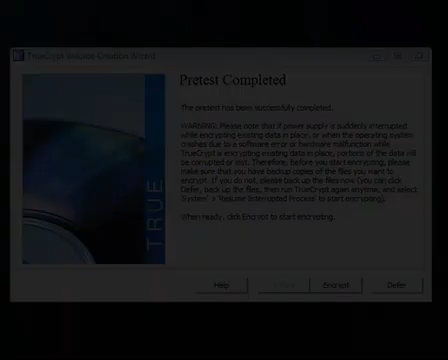 TrueCrypt Volume Creation Wizard
Pretest Completed
The pretest has been successfully completed.
WARNING: Please note that if power supply is suddenly interrupted
while encrypting existing data in place, or when the operating system
crashes due to a software error or hardware malfunction while
TrueCrypt is encrypting existing data in place, portions of the data will
be corrupted or lost. Therefore, before you start encrypting, please
make sure that you have backup copies of the files you want to
encrypt. If you do not, please back up the files now (you can click
Defer, back up the files, then run TrueCrypt again anytime, and select
'System' > 'Resume Interrupted Process' to start encrypting).
When ready, click Encrypt to start encrypting.
TRUE
Help
Encrypt
Defer